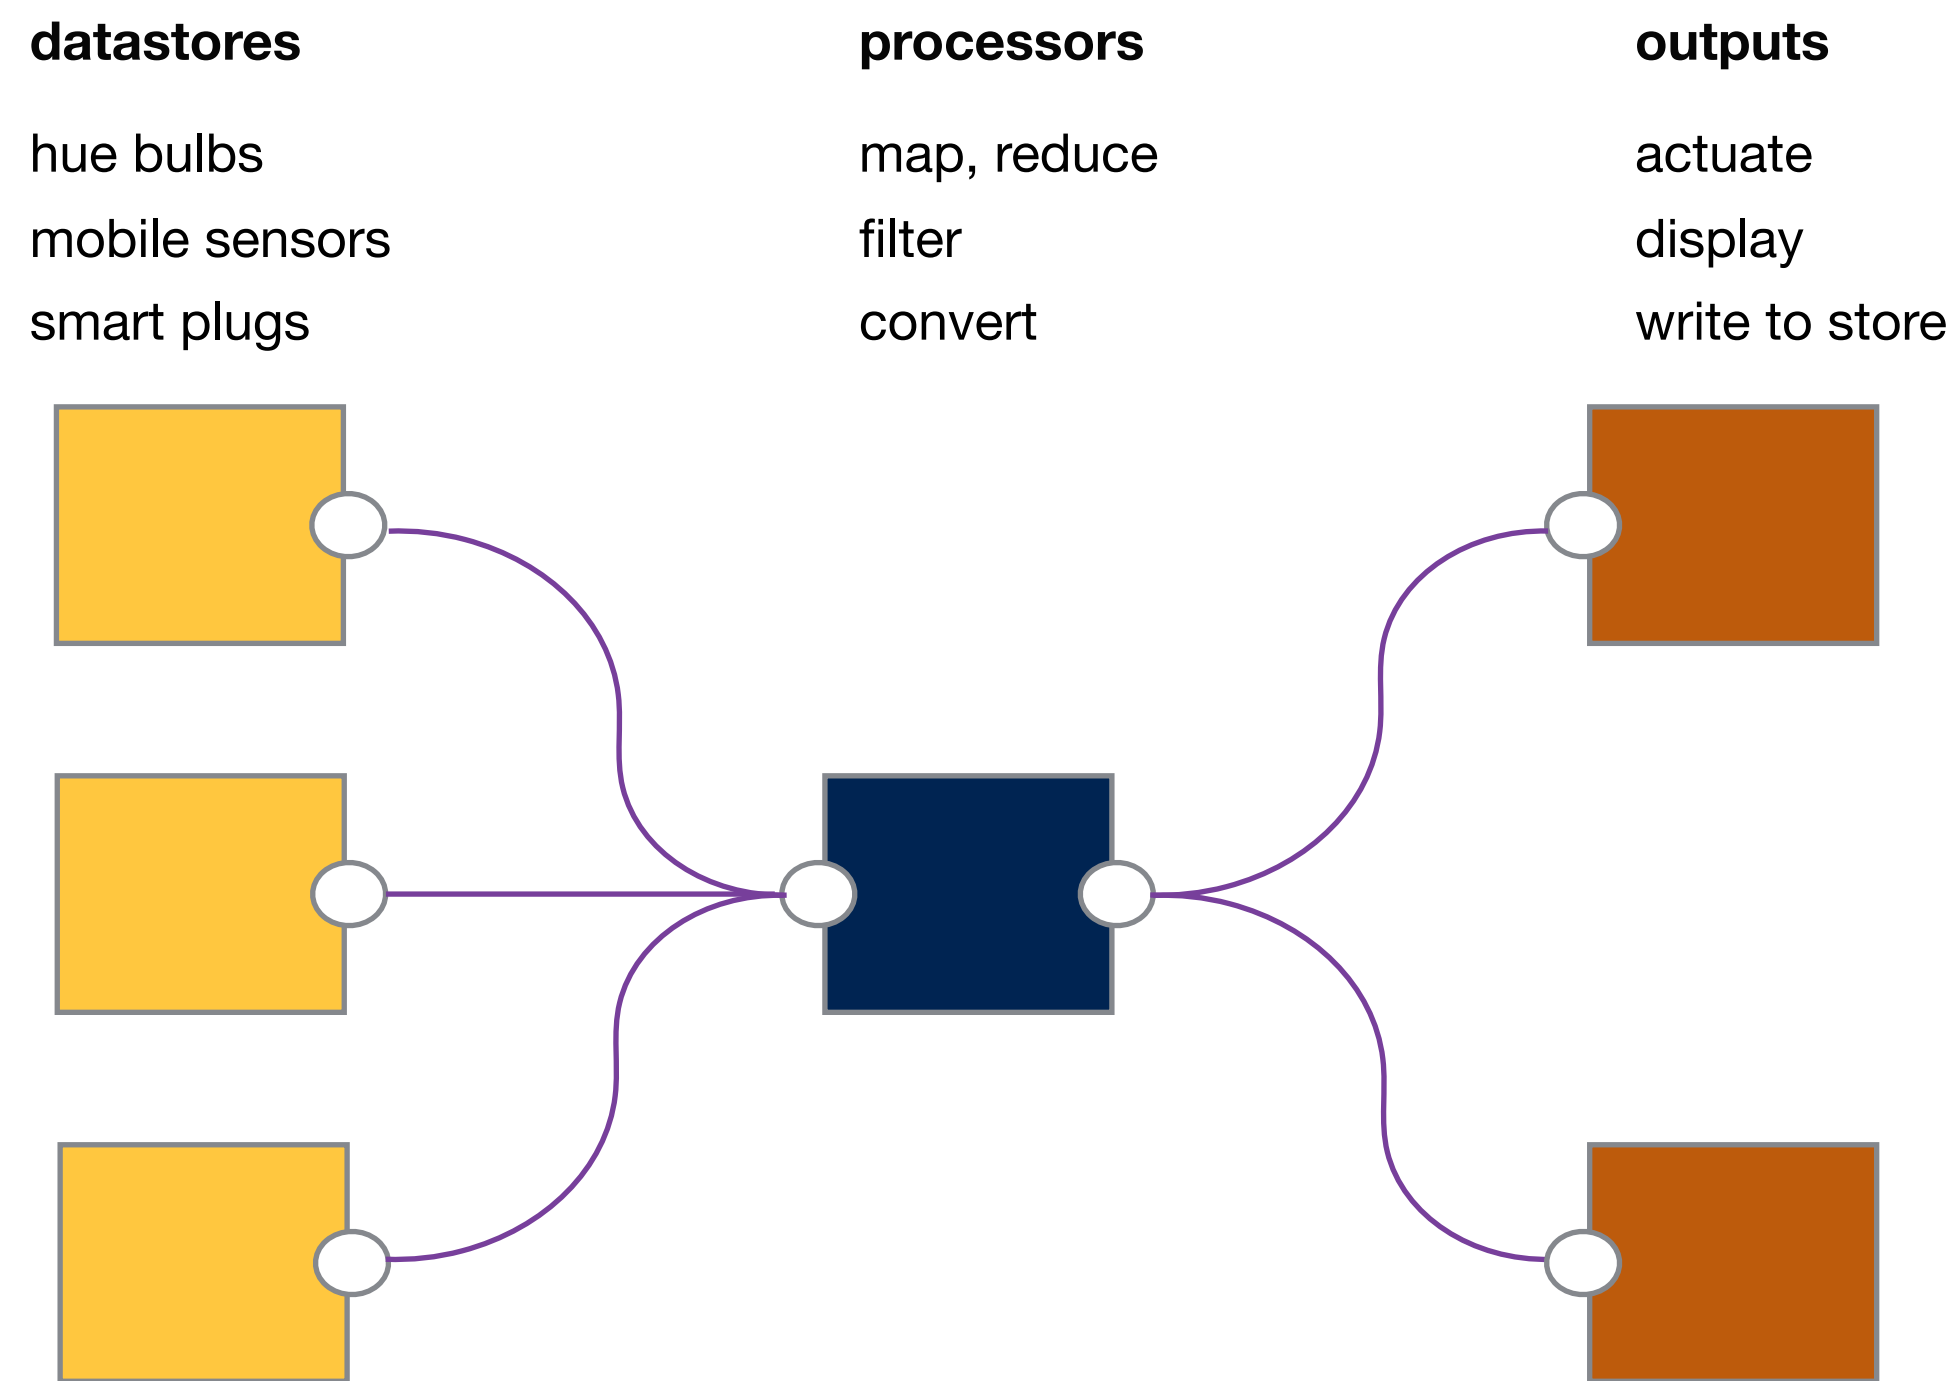 datastores
hue bulbs
mobile sensors
smart plugs
processors
map, reduce
filter
convert
outputs
actuate
display
write to store